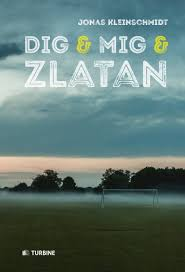 JONAS KLEINSCHMIDT
DIG & MIG &
ZLATAN
TURBINE